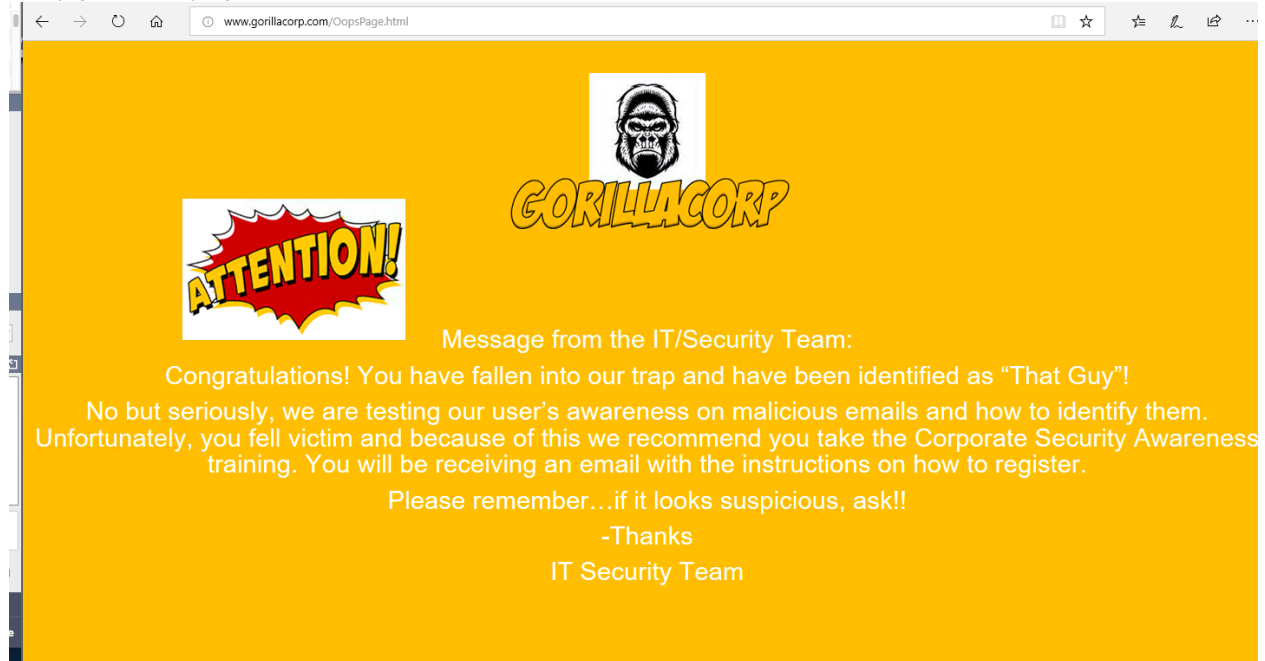 www.gorillacorp.com/OopsPage.html
GORILLACORP
ATTENTION!
Message from the IT/Security Team:
Congratulations! You have fallen into our trap and have been identified as “That Guy”!
No but seriously, we are testing our user’s awareness on malicious emails and how to identify them.
Unfortunately, you fell victim and because of this we recommend you take the Corporate Security Awareness
training. You will be receiving an email with the instructions on how to register.
Please remember…if it looks suspicious, ask!!
-Thanks
IT Security Team